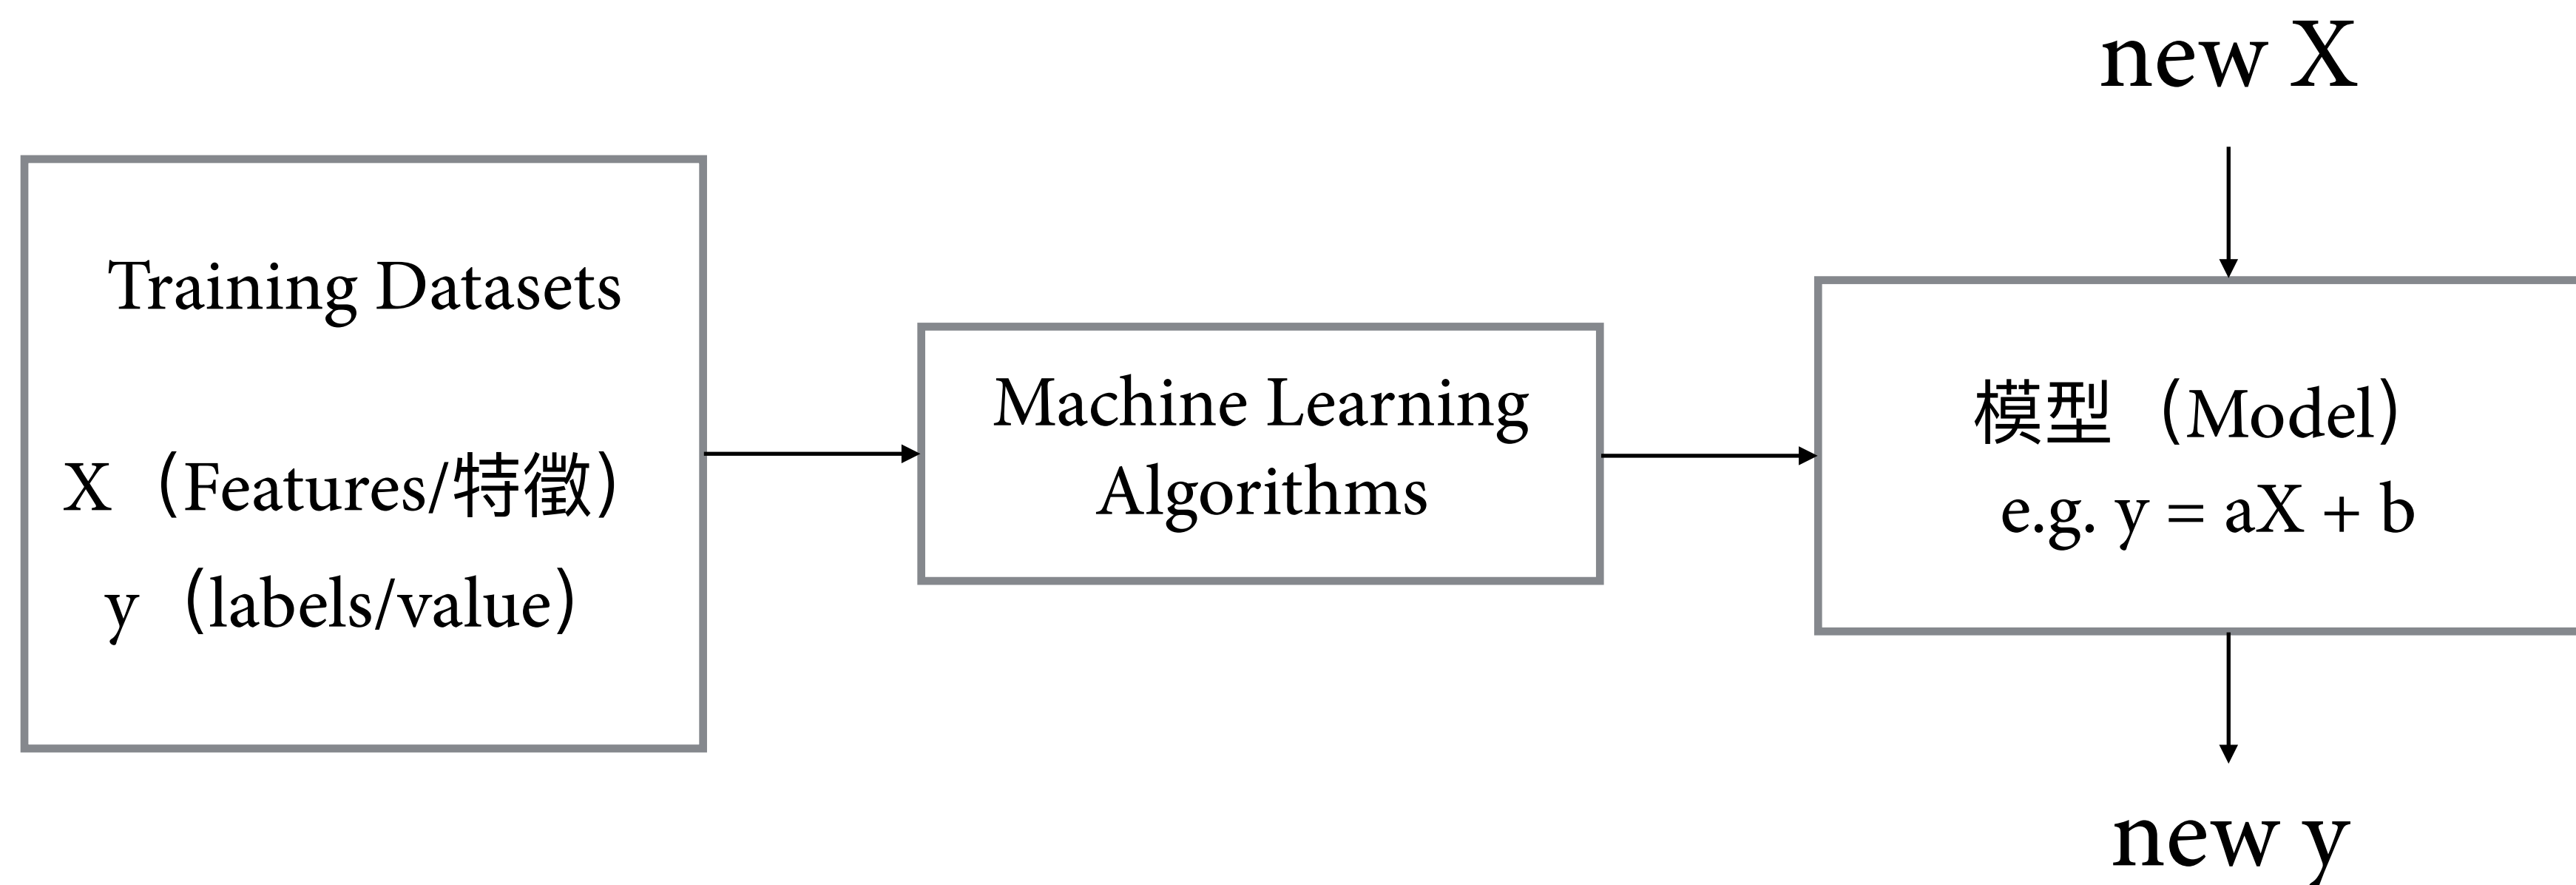 Training Datasets
X（Features/特徵）
y（labels/value）
Machine Learning
Algorithms
new X
模型（Model）
e.g. y = aX + b
new y